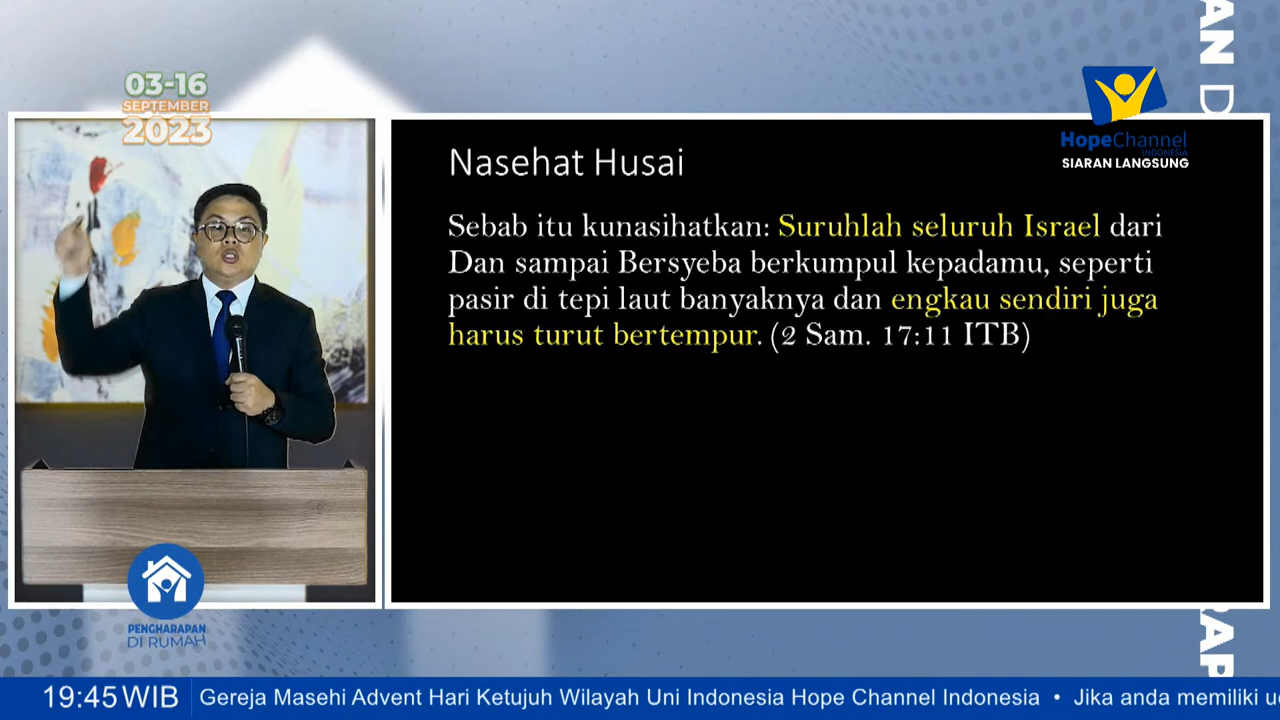 03-16
SEPTEMBER
2023
AN D
HopeChannel
INDONESIA
SIARAN LANGSUNG
Nasehat Husai
Sebab itu kunasihatkan: Suruhlah seluruh Israel dari
Dan sampai Bersyeba berkumpul kepadamu, seperti
pasir di tepi laut banyaknya dan engkau sendiri juga
harus turut bertempur. (2 Sam. 17:11 ITB)
PENGHARAPAN
DI RUMAH
RAP
19:45 WIB
Gereja Masehi Advent Hari Ketujuh Wilayah Uni Indonesia Hope Channel Indonesia • Jika anda memiliki